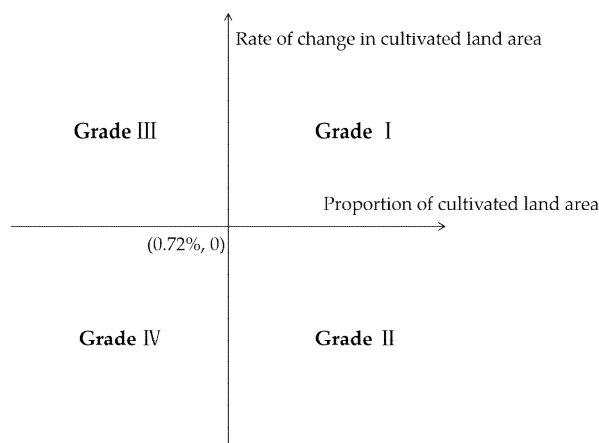 Rate of change in cultivated land area
Grade Ⅲ
Grade Ⅰ
Proportion of cultivated land area
(0.72%, 0)
Grade Ⅳ
Grade Ⅱ